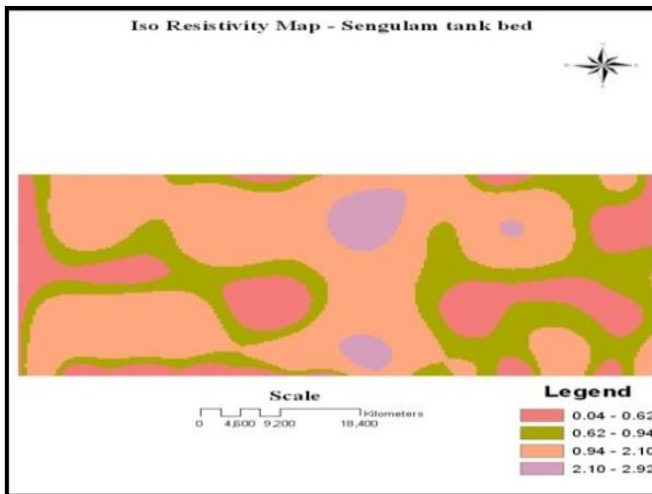 Iso Resistivity Map - Sengulam tank bed
N
W E
S
Scale
Kilometers
0 4,600 9,200 18,400
Legend
0.04 - 0.62
0.62 - 0.94
0.94 - 2.10
2.10 - 2.92